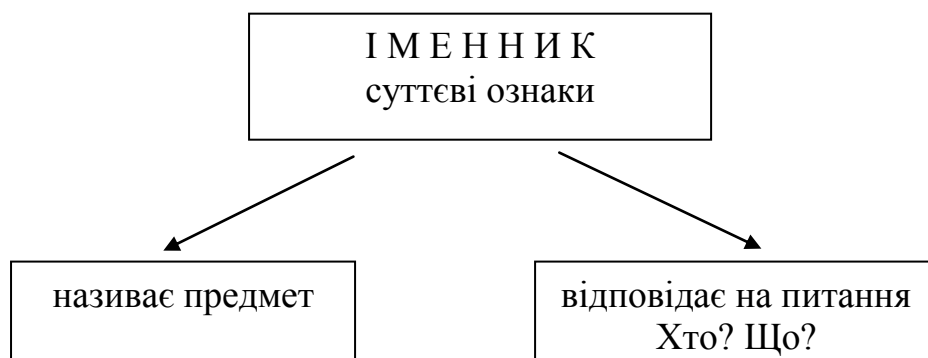 І М Е Н Н И К
суттєві ознаки
називає предмет
відповідає на питання
Хто? Що?